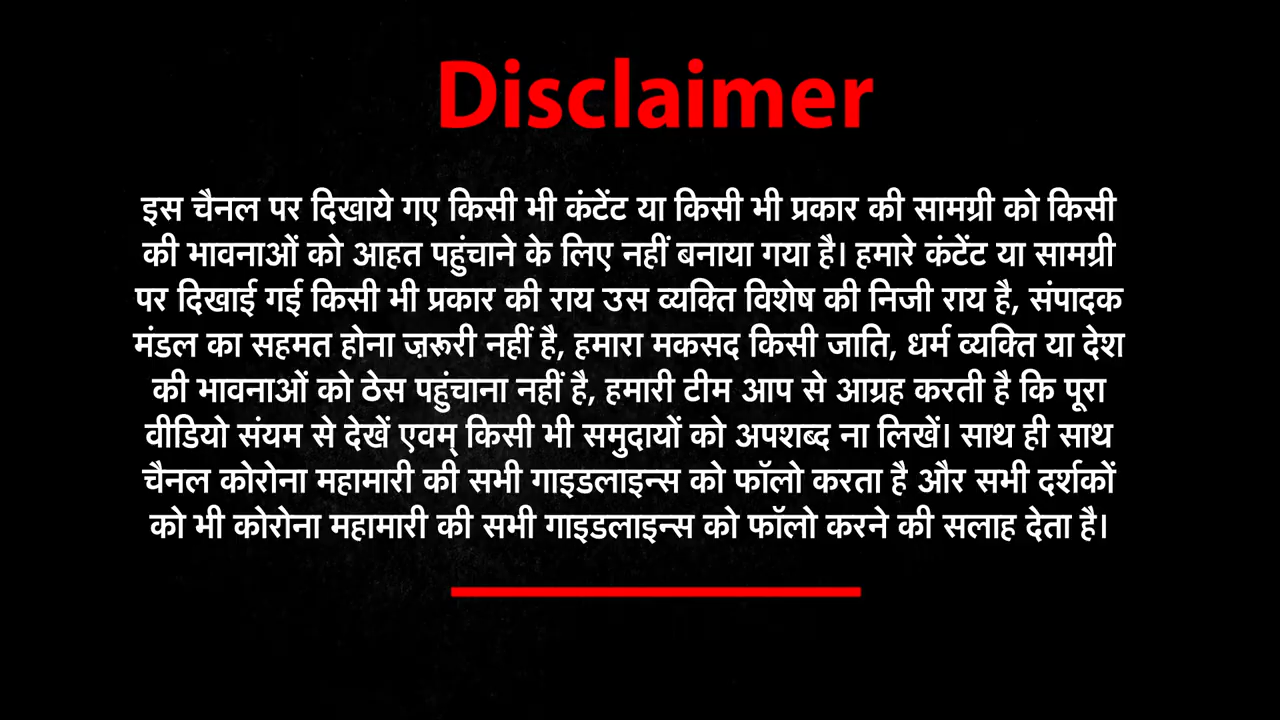 Disclaimer
इस चैनल पर दिखाये गए किसी भी कंटेंट या किसी भी प्रकार की सामग्री को किसी
की भावनाओं को आहत पहुंचाने के लिए नहीं बनाया गया है। हमारे कंटेंट या सामग्री
पर दिखाई गई किसी भी प्रकार की राय उस व्यक्ति विशेष की निजी राय है, संपादक
मंडल का सहमत होना ज़रूरी नहीं है, हमारा मकसद किसी जाति, धर्म व्यक्ति या देश
की भावनाओं को ठेस पहुंचाना नहीं है, हमारी टीम आप से आग्रह करती है कि पूरा
वीडियो संयम से देखें एवम् किसी भी समुदायों को अपशब्द ना लिखें। साथ ही साथ
चैनल कोरोना महामारी की सभी गाइडलाइन्स को फॉलो करता है और सभी दर्शकों
को भी कोरोना महामारी की सभी गाइडलाइन्स को फॉलो करने की सलाह देता है।